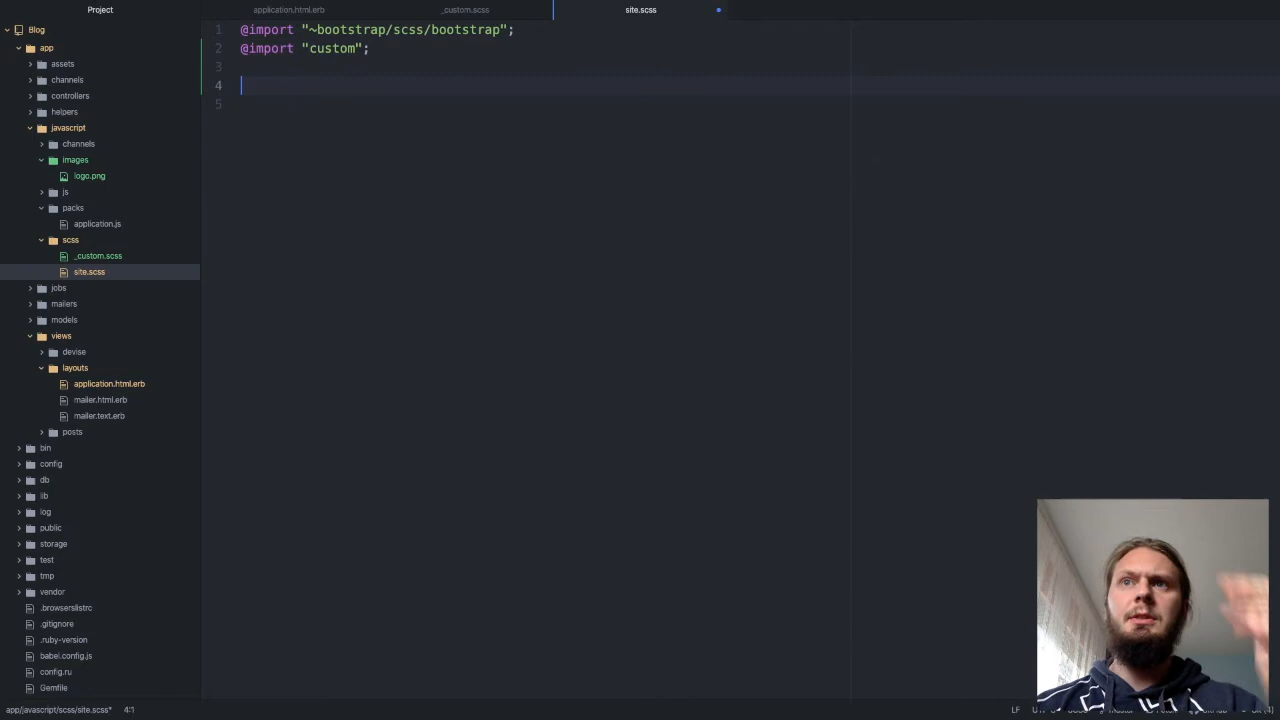 Project
application.html.erb
_custom.scss
site.scss
Blog
app
assets
channels
controllers
helpers
javascript
channels
images
logo.png
js
packs
application.js
scss
_custom.scss
site.scss
jobs
mailers
models
views
devise
layouts
application.html.erb
mailer.html.erb
mailer.text.erb
posts
bin
config
db
lib
log
public
storage
test
tmp
vendor
.browserslistrc
.gitignore
.ruby-version
babel.config.js
config.ru
Gemfile
1 @import "~bootstrap/scss/bootstrap";
2 @import "custom";
3
4
5
app/javascript/scss/site.scss* 4:1
LF